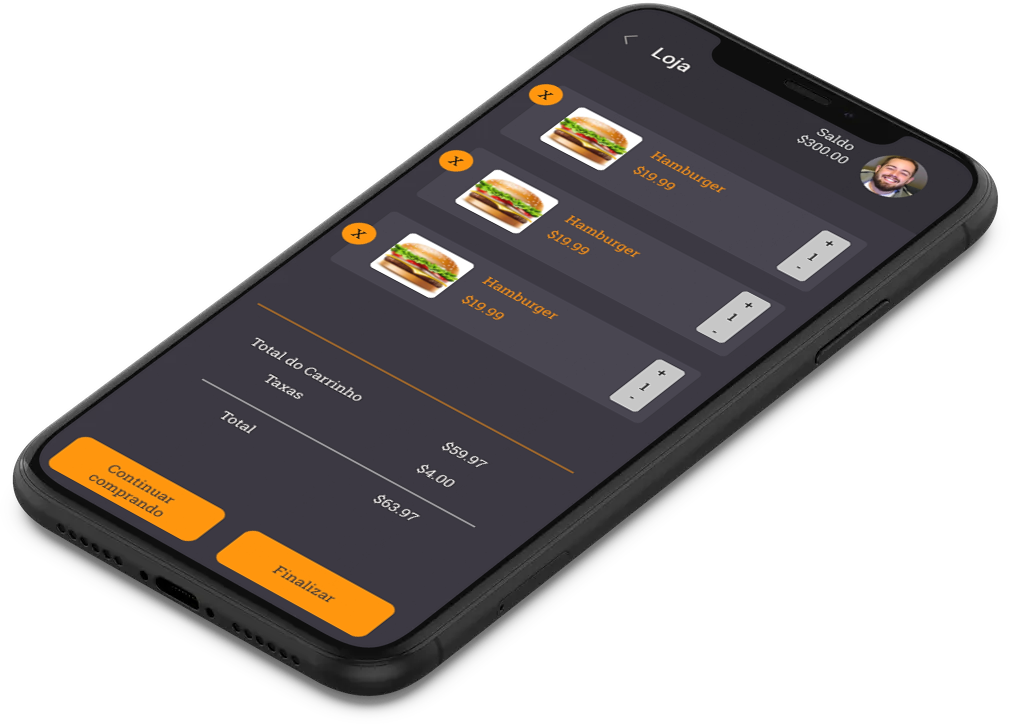 Loja
Saldo
$300.00
X
Hamburger
$19.99
+
1
-
X
Hamburger
$19.99
+
1
-
X
Hamburger
$19.99
+
1
-
Total do Carrinho
$59.97
Taxas
$4.00
Total
$63.97
Continuar
comprando
Finalizar